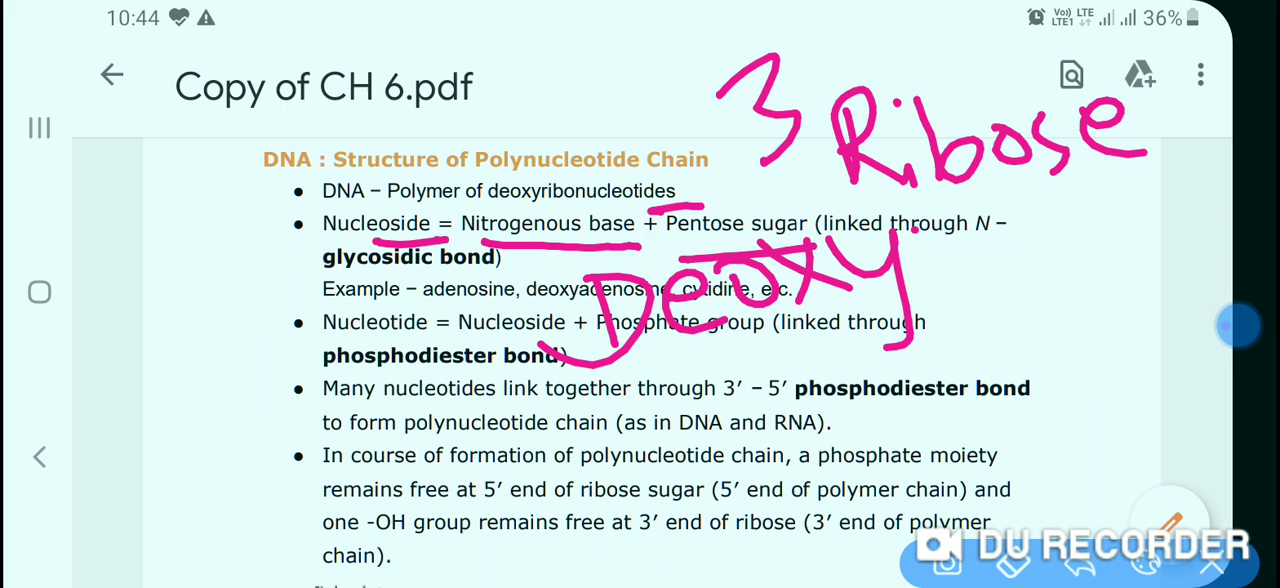 10:44 Vo)) LTE LTE1 36%
Copy of CH 6.pdf
3 Ribose
DNA : Structure of Polynucleotide Chain
• DNA – Polymer of deoxyribonucleotides
• Nucleoside = Nitrogenous base + Pentose sugar (linked through N –
glycosidic bond)
Deoxy
Example – adenosine, deoxyadenosine, cytidine, etc.
• Nucleotide = Nucleoside + Phosphate group (linked through
phosphodiester bond)
• Many nucleotides link together through 3′ – 5′ phosphodiester bond
to form polynucleotide chain (as in DNA and RNA).
• In course of formation of polynucleotide chain, a phosphate moiety
remains free at 5′ end of ribose sugar (5′ end of polymer chain) and
one -OH group remains free at 3′ end of ribose (3′ end of polymer
chain).
DU RECORDER